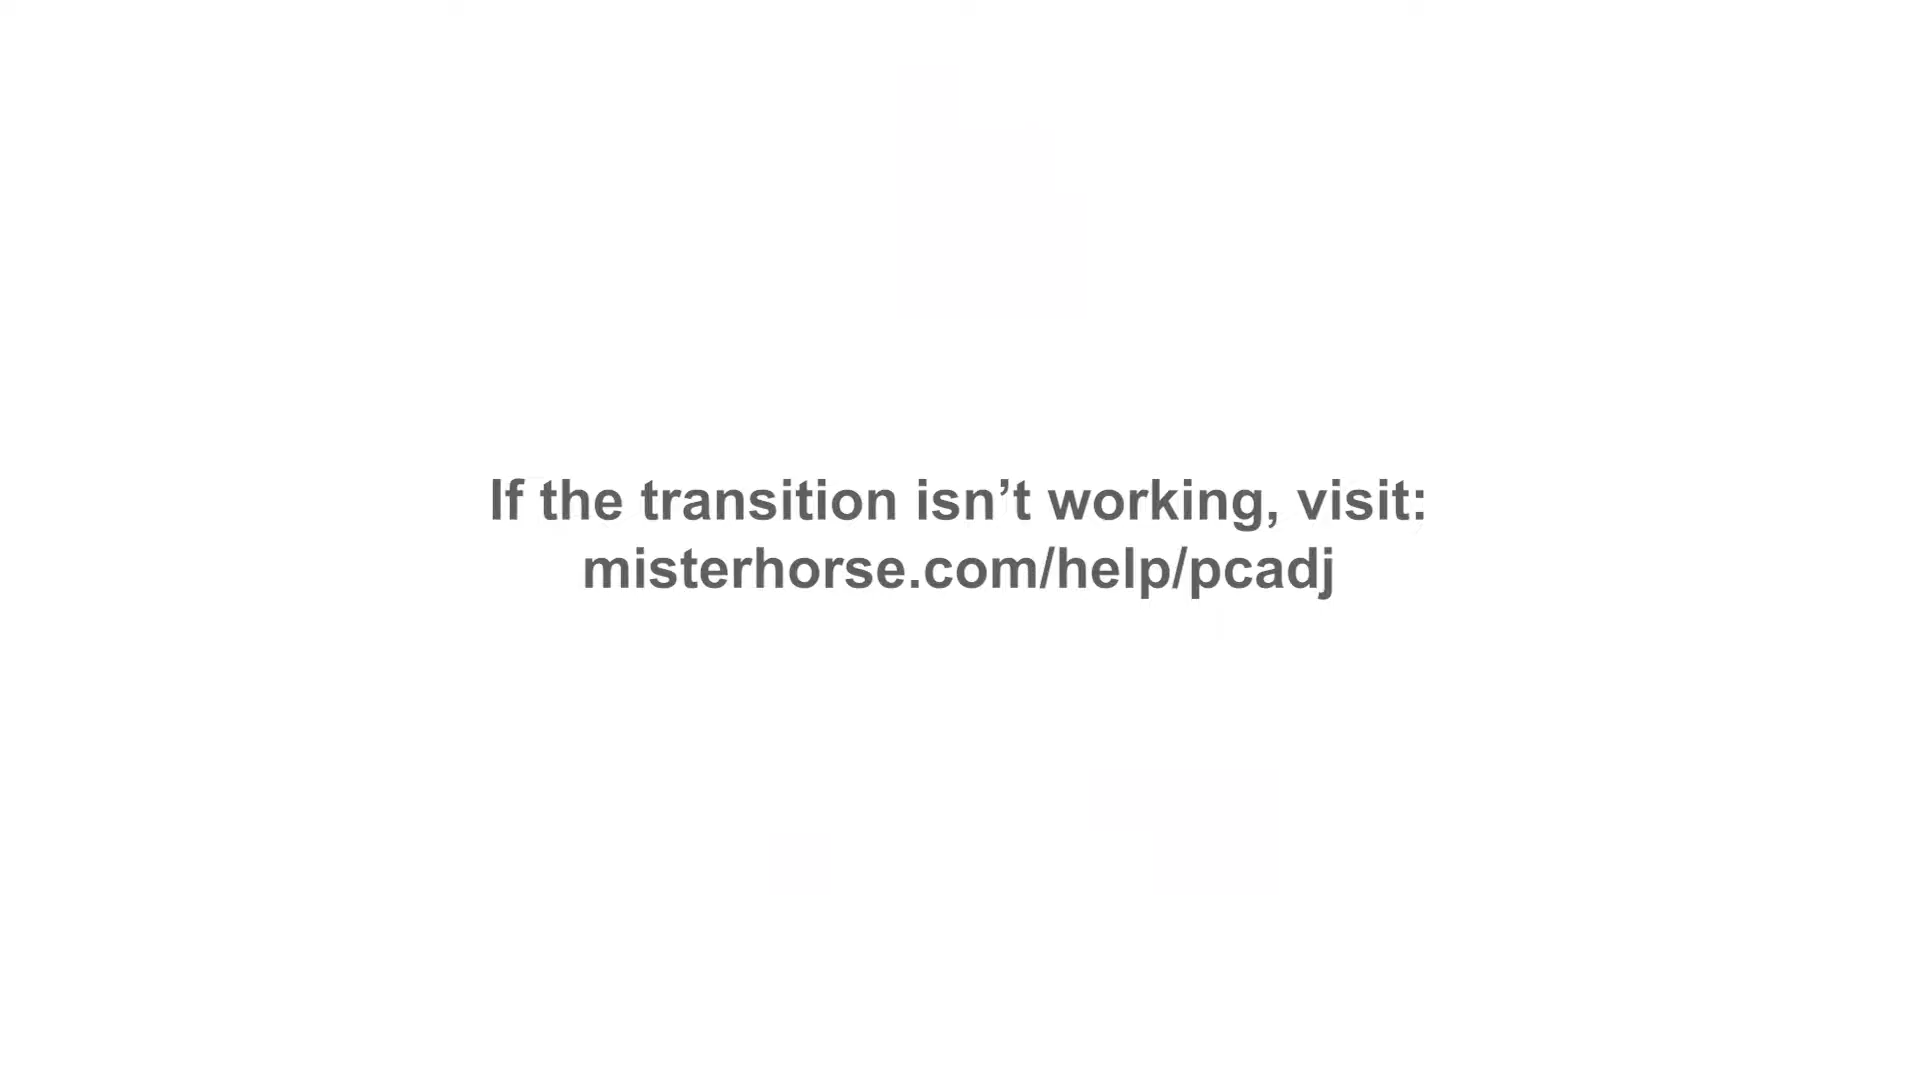 If the transition isn’t working, visit:
misterhorse.com/help/pcadj